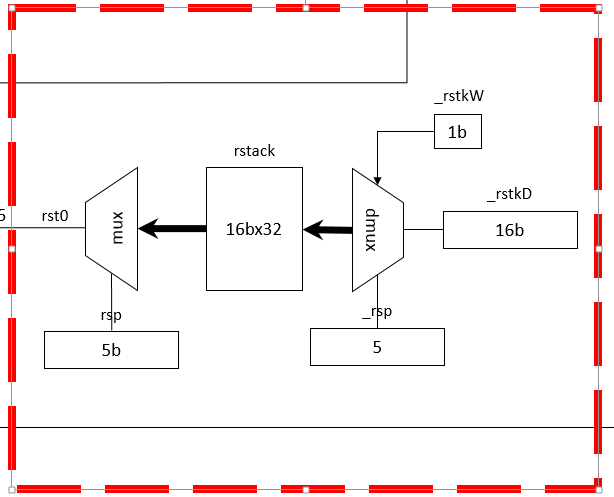 _rstkW
1b
rstack
_rstkD
5
rst0
mux
16bx32
dmux
16b
rsp
_rsp
5b
5